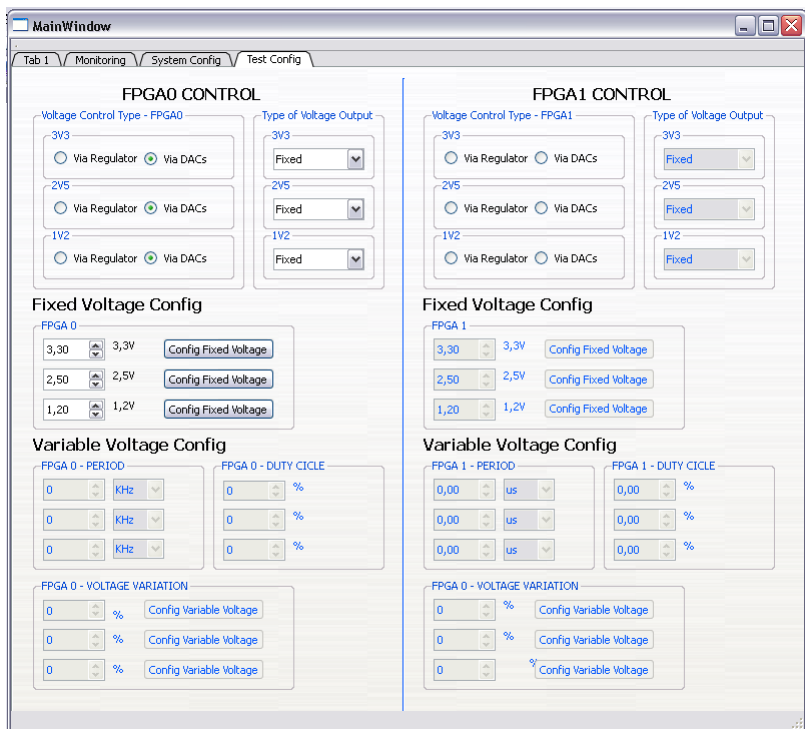 MainWindow
Tab 1 Monitoring System Config Test Config
FPGA0 CONTROL
Voltage Control Type - FPGA0 Type of Voltage Output
3V3 3V3
Via Regulator Via DACs Fixed
2V5 2V5
Via Regulator Via DACs Fixed
1V2 1V2
Via Regulator Via DACs Fixed
Fixed Voltage Config
FPGA 0
3,30 3,3V Config Fixed Voltage
2,50 2,5V Config Fixed Voltage
1,20 1,2V Config Fixed Voltage
Variable Voltage Config
FPGA 0 - PERIOD FPGA 0 - DUTY CICLE
0 KHz 0 %
0 KHz 0 %
0 KHz 0 %
FPGA 0 - VOLTAGE VARIATION
0 % Config Variable Voltage
0 % Config Variable Voltage
0 % Config Variable Voltage
FPGA1 CONTROL
Voltage Control Type - FPGA1 Type of Voltage Output
3V3 3V3
Via Regulator Via DACs Fixed
2V5 2V5
Via Regulator Via DACs Fixed
1V2 1V2
Via Regulator Via DACs Fixed
Fixed Voltage Config
FPGA 1
3,30 3,3V Config Fixed Voltage
2,50 2,5V Config Fixed Voltage
1,20 1,2V Config Fixed Voltage
Variable Voltage Config
FPGA 1 - PERIOD FPGA 1 - DUTY CICLE
0,00 us 0,00 %
0,00 us 0,00 %
0,00 us 0,00 %
FPGA 0 - VOLTAGE VARIATION
0 % Config Variable Voltage
0 % Config Variable Voltage
0 % Config Variable Voltage